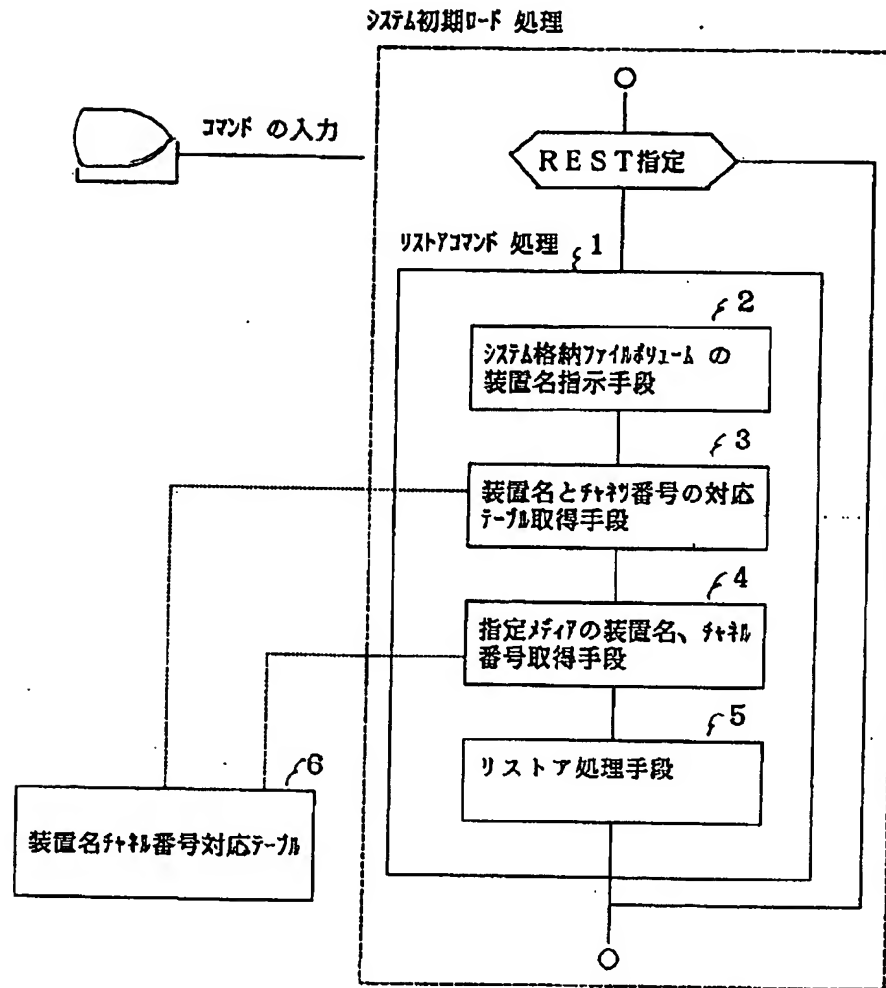 システム初期ロード 処理
コマンド の入力
REST指定
リストアコマンド 処理
1
2
システム格納ファイルボリューム の
装置名指示手段
3
装置名とチャネル番号の対応
テーブル取得手段
4
指定メディアの装置名、チャネル
番号取得手段
5
リストア処理手段
6
装置名チャネル番号対応テーブル